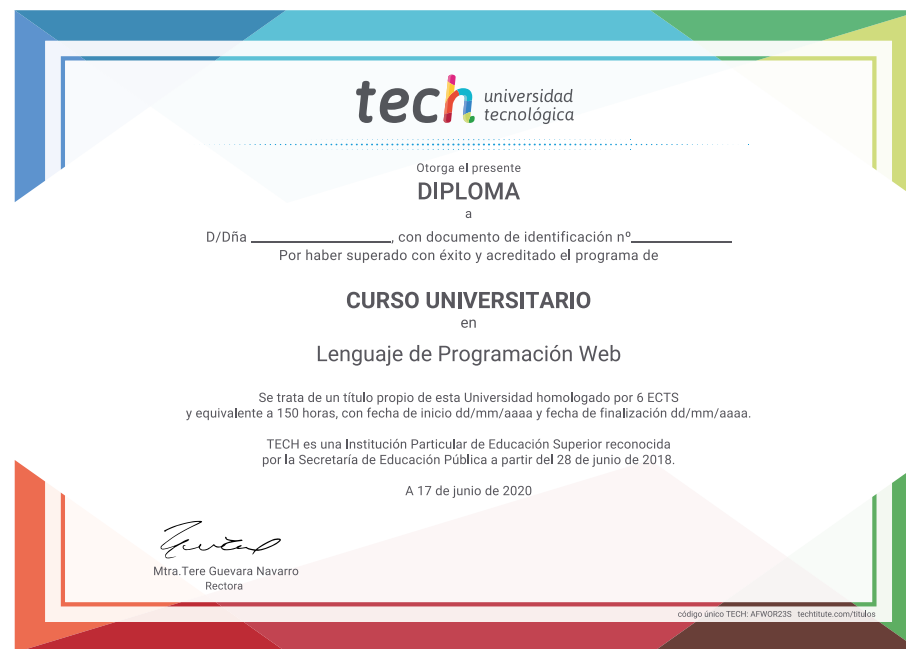 tech universidad
tecnológica
Otorga el presente
DIPLOMA
a
D/Dña ____________________, con documento de identificación nº______________
Por haber superado con éxito y acreditado el programa de
CURSO UNIVERSITARIO
en
Lenguaje de Programación Web
Se trata de un título propio de esta Universidad homologado por 6 ECTS
y equivalente a 150 horas, con fecha de inicio dd/mm/aaaa y fecha de finalización dd/mm/aaaa.
TECH es una Institución Particular de Educación Superior reconocida
por la Secretaría de Educación Pública a partir del 28 de junio de 2018.
A 17 de junio de 2020
Mtra.Tere Guevara Navarro
Rectora
código único TECH: AFWOR23S techtitute.com/titulos